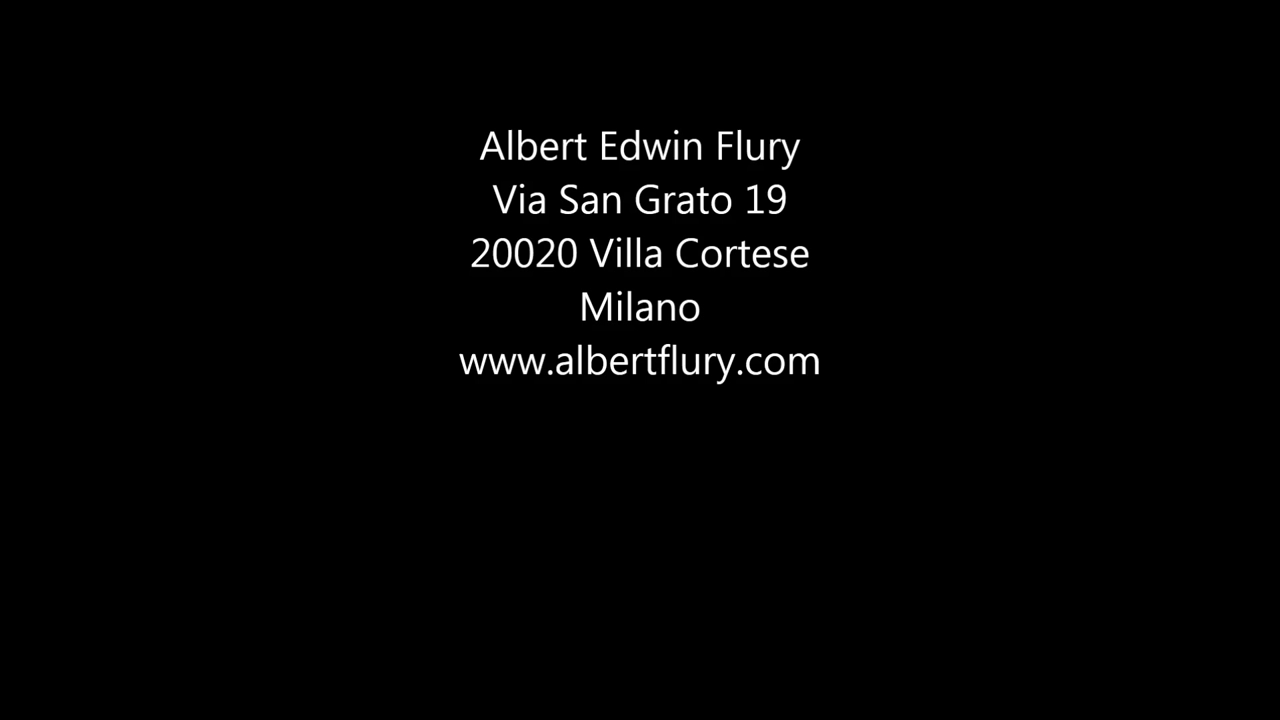 Albert Edwin Flury
Via San Grato 19
20020 Villa Cortese
Milano
www.albertflury.com